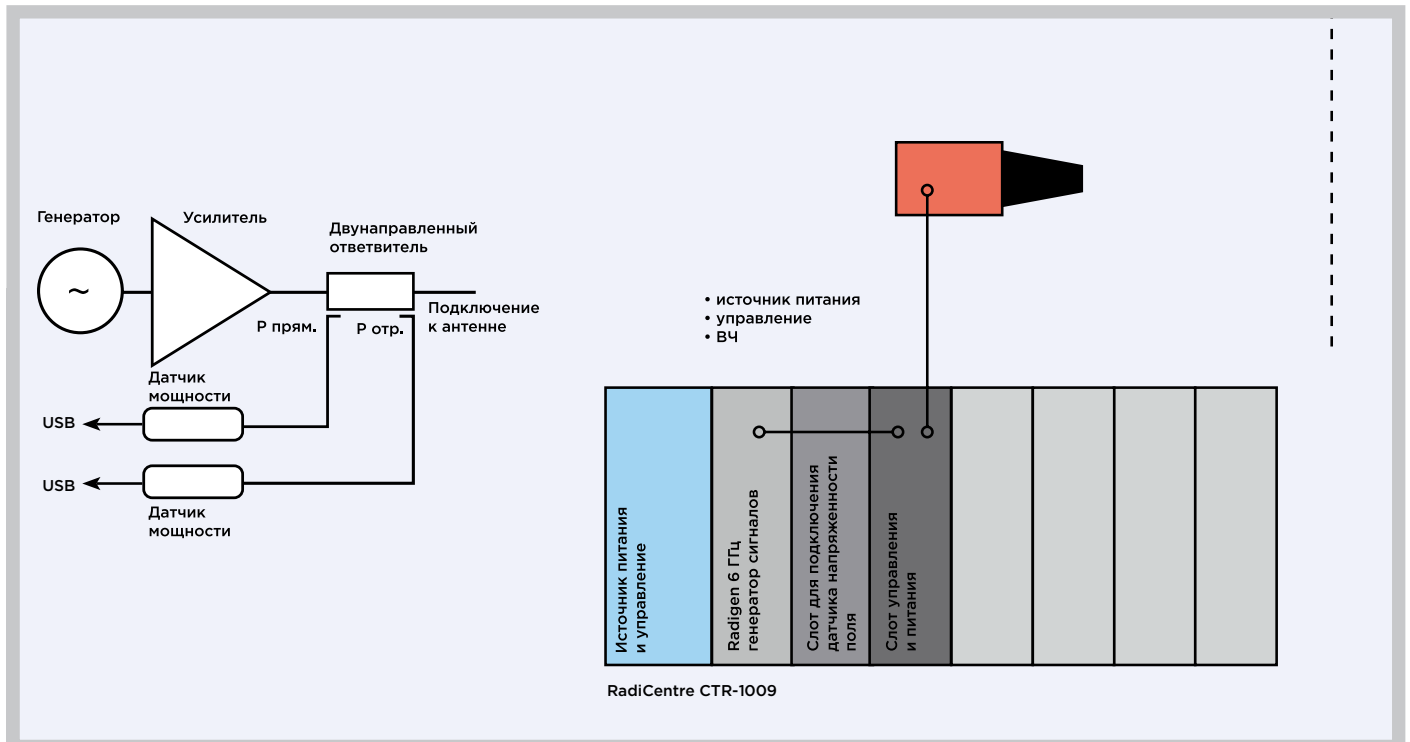 Генератор
Усилитель
Двунаправленный
ответвитель
~
Р прям.
Р отр.
Подключение
к антенне
Датчик
мощности
USB
USB
Датчик
мощности
• источник питания
• управление
• ВЧ
Источник питания
и управление
Radigen 6 ГГц
генератор сигналов
Слот для подключения
датчика напряженности
поля
Слот управления
и питания
RadiCentre CTR-1009